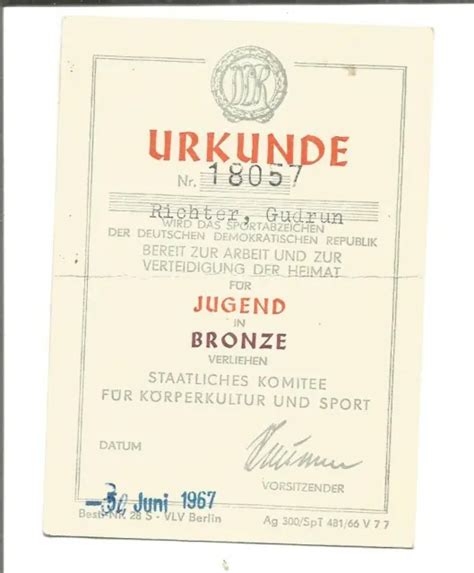 DDR
URKUNDE
Nr. 18057
Richter, Gudrun
WIRD DAS SPORTABZEICHEN
DER DEUTSCHEN DEMOKRATISCHEN REPUBLIK
BEREIT ZUR ARBEIT UND ZUR
VERTEIDIGUNG DER HEIMAT
FÜR
JUGEND
IN
BRONZE
VERLIEHEN
STAATLICHES KOMITEE
FÜR KÖRPERKULTUR UND SPORT
DATUM
VORSITZENDER
Juni 1967
Best.-Nr. 28 S - VLV Berlin Ag 300/SpT 481/66 V 7 7